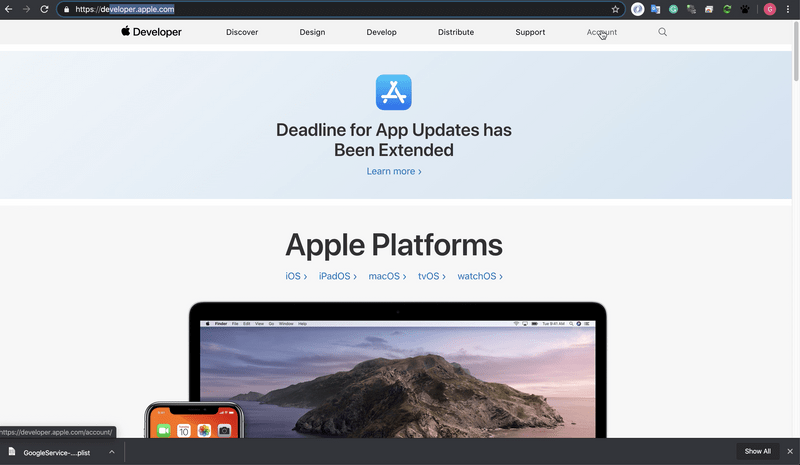 https://developer.apple.com
G
Developer
Discover
Design
Develop
Distribute
Support
Account
Deadline for App Updates has
Been Extended
Learn more ›
Apple Platforms
iOS ›
iPadOS ›
macOS ›
tvOS ›
watchOS ›
Finder File Edit View Go Window Help
Tue 9:41 AM
10
https://developer.apple.com/account/
GoogleService-....plist
Show All